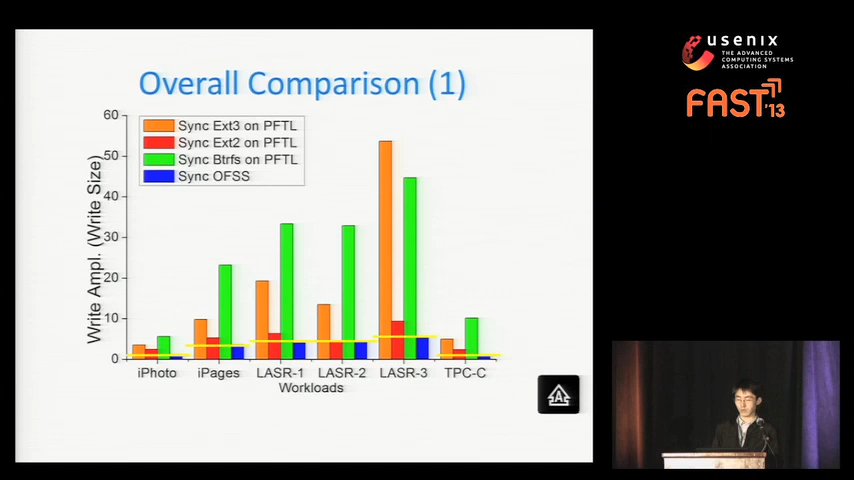 Overall Comparison (1)
Write Ampl. (Write Size)
60
50
40
30
20
10
0
Sync Ext3 on PFTL
Sync Ext2 on PFTL
Sync Btrfs on PFTL
Sync OFSS
iPhoto iPages LASR-1 LASR-2 LASR-3 TPC-C
Workloads
A
usenix
THE ADVANCED
COMPUTING SYSTEMS
ASSOCIATION
FAST '13